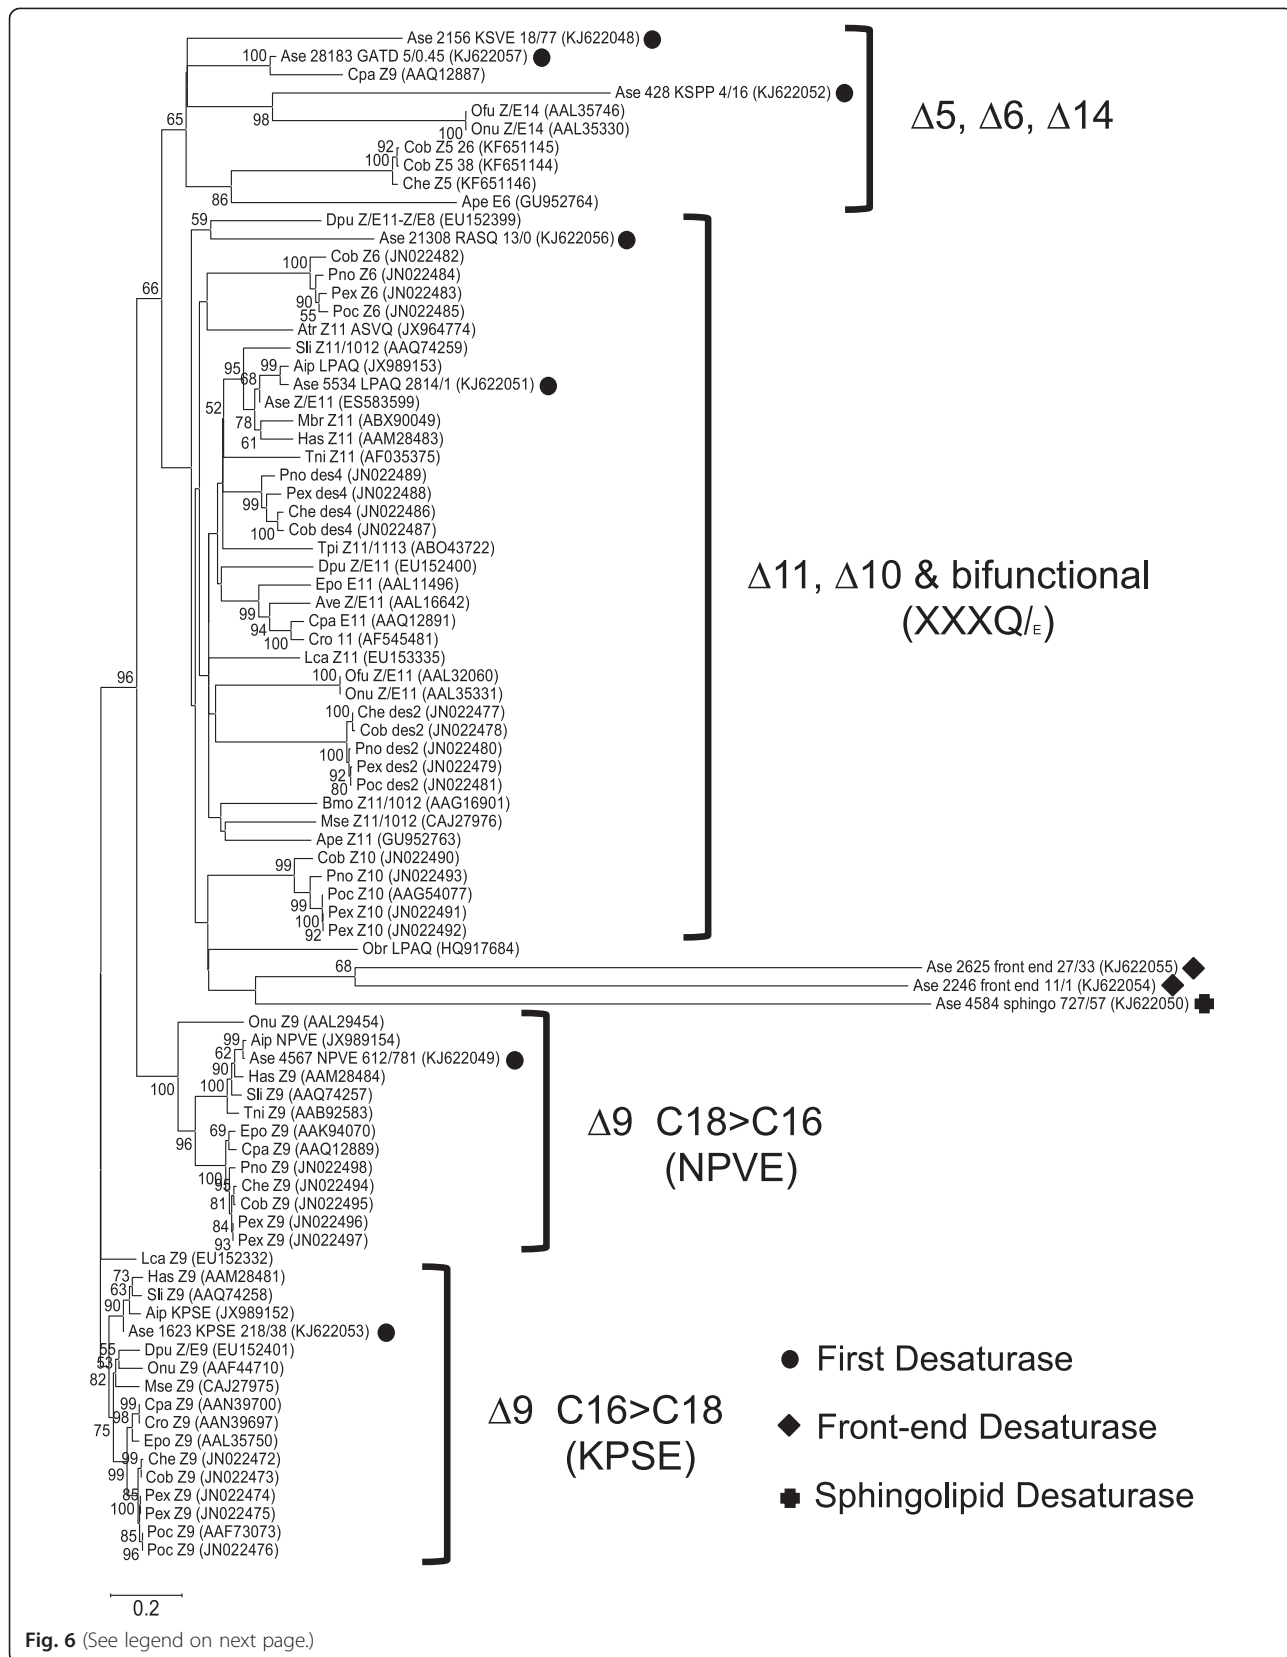 Ase 2156 KSVE 18/77 (KJ622048)
100 Ase 28183 GATD 5/0.45 (KJ622057)
Cpa Z9 (AAQ12887)
Ase 428 KSPP 4/16 (KJ622052)
98 Ofu Z/E14 (AAL35746)
100 Onu Z/E14 (AAL35330)
65
92 Cob Z5 26 (KF651145)
100 Cob Z5 38 (KF651144)
Che Z5 (KF651146)
86 Ape E6 (GU952764)
Δ5, Δ6, Δ14
59 Dpu Z/E11-Z/E8 (EU152399)
Ase 21308 RASQ 13/0 (KJ622056)
100 Cob Z6 (JN022482)
Pno Z6 (JN022484)
66
90 Pex Z6 (JN022483)
55 Poc Z6 (JN022485)
Atr Z11 ASVQ (JX964774)
Sli Z11/1012 (AAQ74259)
95 68 99 Aip LPAQ (JX989153)
Ase 5534 LPAQ 2814/1 (KJ622051)
52 Ase Z/E11 (ES583599)
78 Mbr Z11 (ABX90049)
61 Has Z11 (AAM28483)
Tni Z11 (AF035375)
Pno des4 (JN022489)
99 Pex des4 (JN022488)
Che des4 (JN022486)
100 Cob des4 (JN022487)
Tpi Z11/1113 (ABO43722)
Dpu Z/E11 (EU152400)
Epo E11 (AAL11496)
99 Ave Z/E11 (AAL16642)
94 Cpa E11 (AAQ12891)
100 Cro 11 (AF545481)
Lca Z11 (EU153335)
96
100 Ofu Z/E11 (AAL32060)
Onu Z/E11 (AAL35331)
100 Che des2 (JN022477)
Cob des2 (JN022478)
100 Pno des2 (JN022480)
92 Pex des2 (JN022479)
80 Poc des2 (JN022481)
Bmo Z11/1012 (AAG16901)
Mse Z11/1012 (CAJ27976)
Ape Z11 (GU952763)
99 Cob Z10 (JN022490)
Pno Z10 (JN022493)
99 Poc Z10 (AAG54077)
100 Pex Z10 (JN022491)
92 Pex Z10 (JN022492)
Δ11, Δ10 & bifunctional
(XXXQ/E)
Obr LPAQ (HQ917684)
68 Ase 2625 front end 27/33 (KJ622055)
Ase 2246 front end 11/1 (KJ622054)
Ase 4584 sphingo 727/57 (KJ622050)
Onu Z9 (AAL29454)
99 Aip NPVE (JX989154)
62 Ase 4567 NPVE 612/781 (KJ622049)
90 Has Z9 (AAM28484)
100 100 Sli Z9 (AAQ74257)
Tni Z9 (AAB92583)
96 69 Epo Z9 (AAK94070)
Cpa Z9 (AAQ12889)
100 Pno Z9 (JN022498)
95 Che Z9 (JN022494)
81 Cob Z9 (JN022495)
84 Pex Z9 (JN022496)
93 Pex Z9 (JN022497)
Δ9 C18>C16
(NPVE)
Lca Z9 (EU152332)
73 Has Z9 (AAM28481)
63 Sli Z9 (AAQ74258)
90 Aip KPSE (JX989152)
Ase 1623 KPSE 218/38 (KJ622053)
55 Dpu Z/E9 (EU152401)
53 Onu Z9 (AAF44710)
82 Mse Z9 (CAJ27975)
99 Cpa Z9 (AAN39700)
98 Cro Z9 (AAN39697)
75 Epo Z9 (AAL35750)
99 Che Z9 (JN022472)
99 Cob Z9 (JN022473)
85 Pex Z9 (JN022474)
100 Pex Z9 (JN022475)
85 Poc Z9 (AAF73073)
96 Poc Z9 (JN022476)
Δ9 C16>C18
(KPSE)
First Desaturase
Front-end Desaturase
Sphingolipid Desaturase
0.2
Fig. 6 (See legend on next page.)